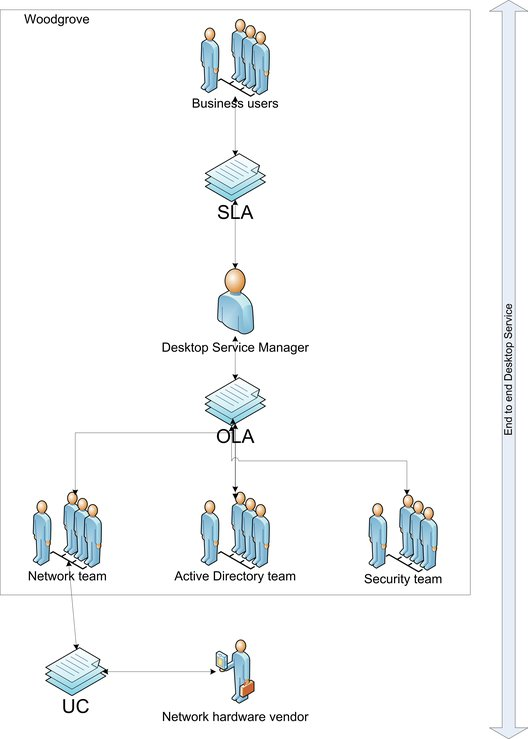 Woodgrove
Business users
SLA
Desktop Service Manager
OLA
Network team
Active Directory team
Security team
UC
Network hardware vendor
End to end Desktop Service